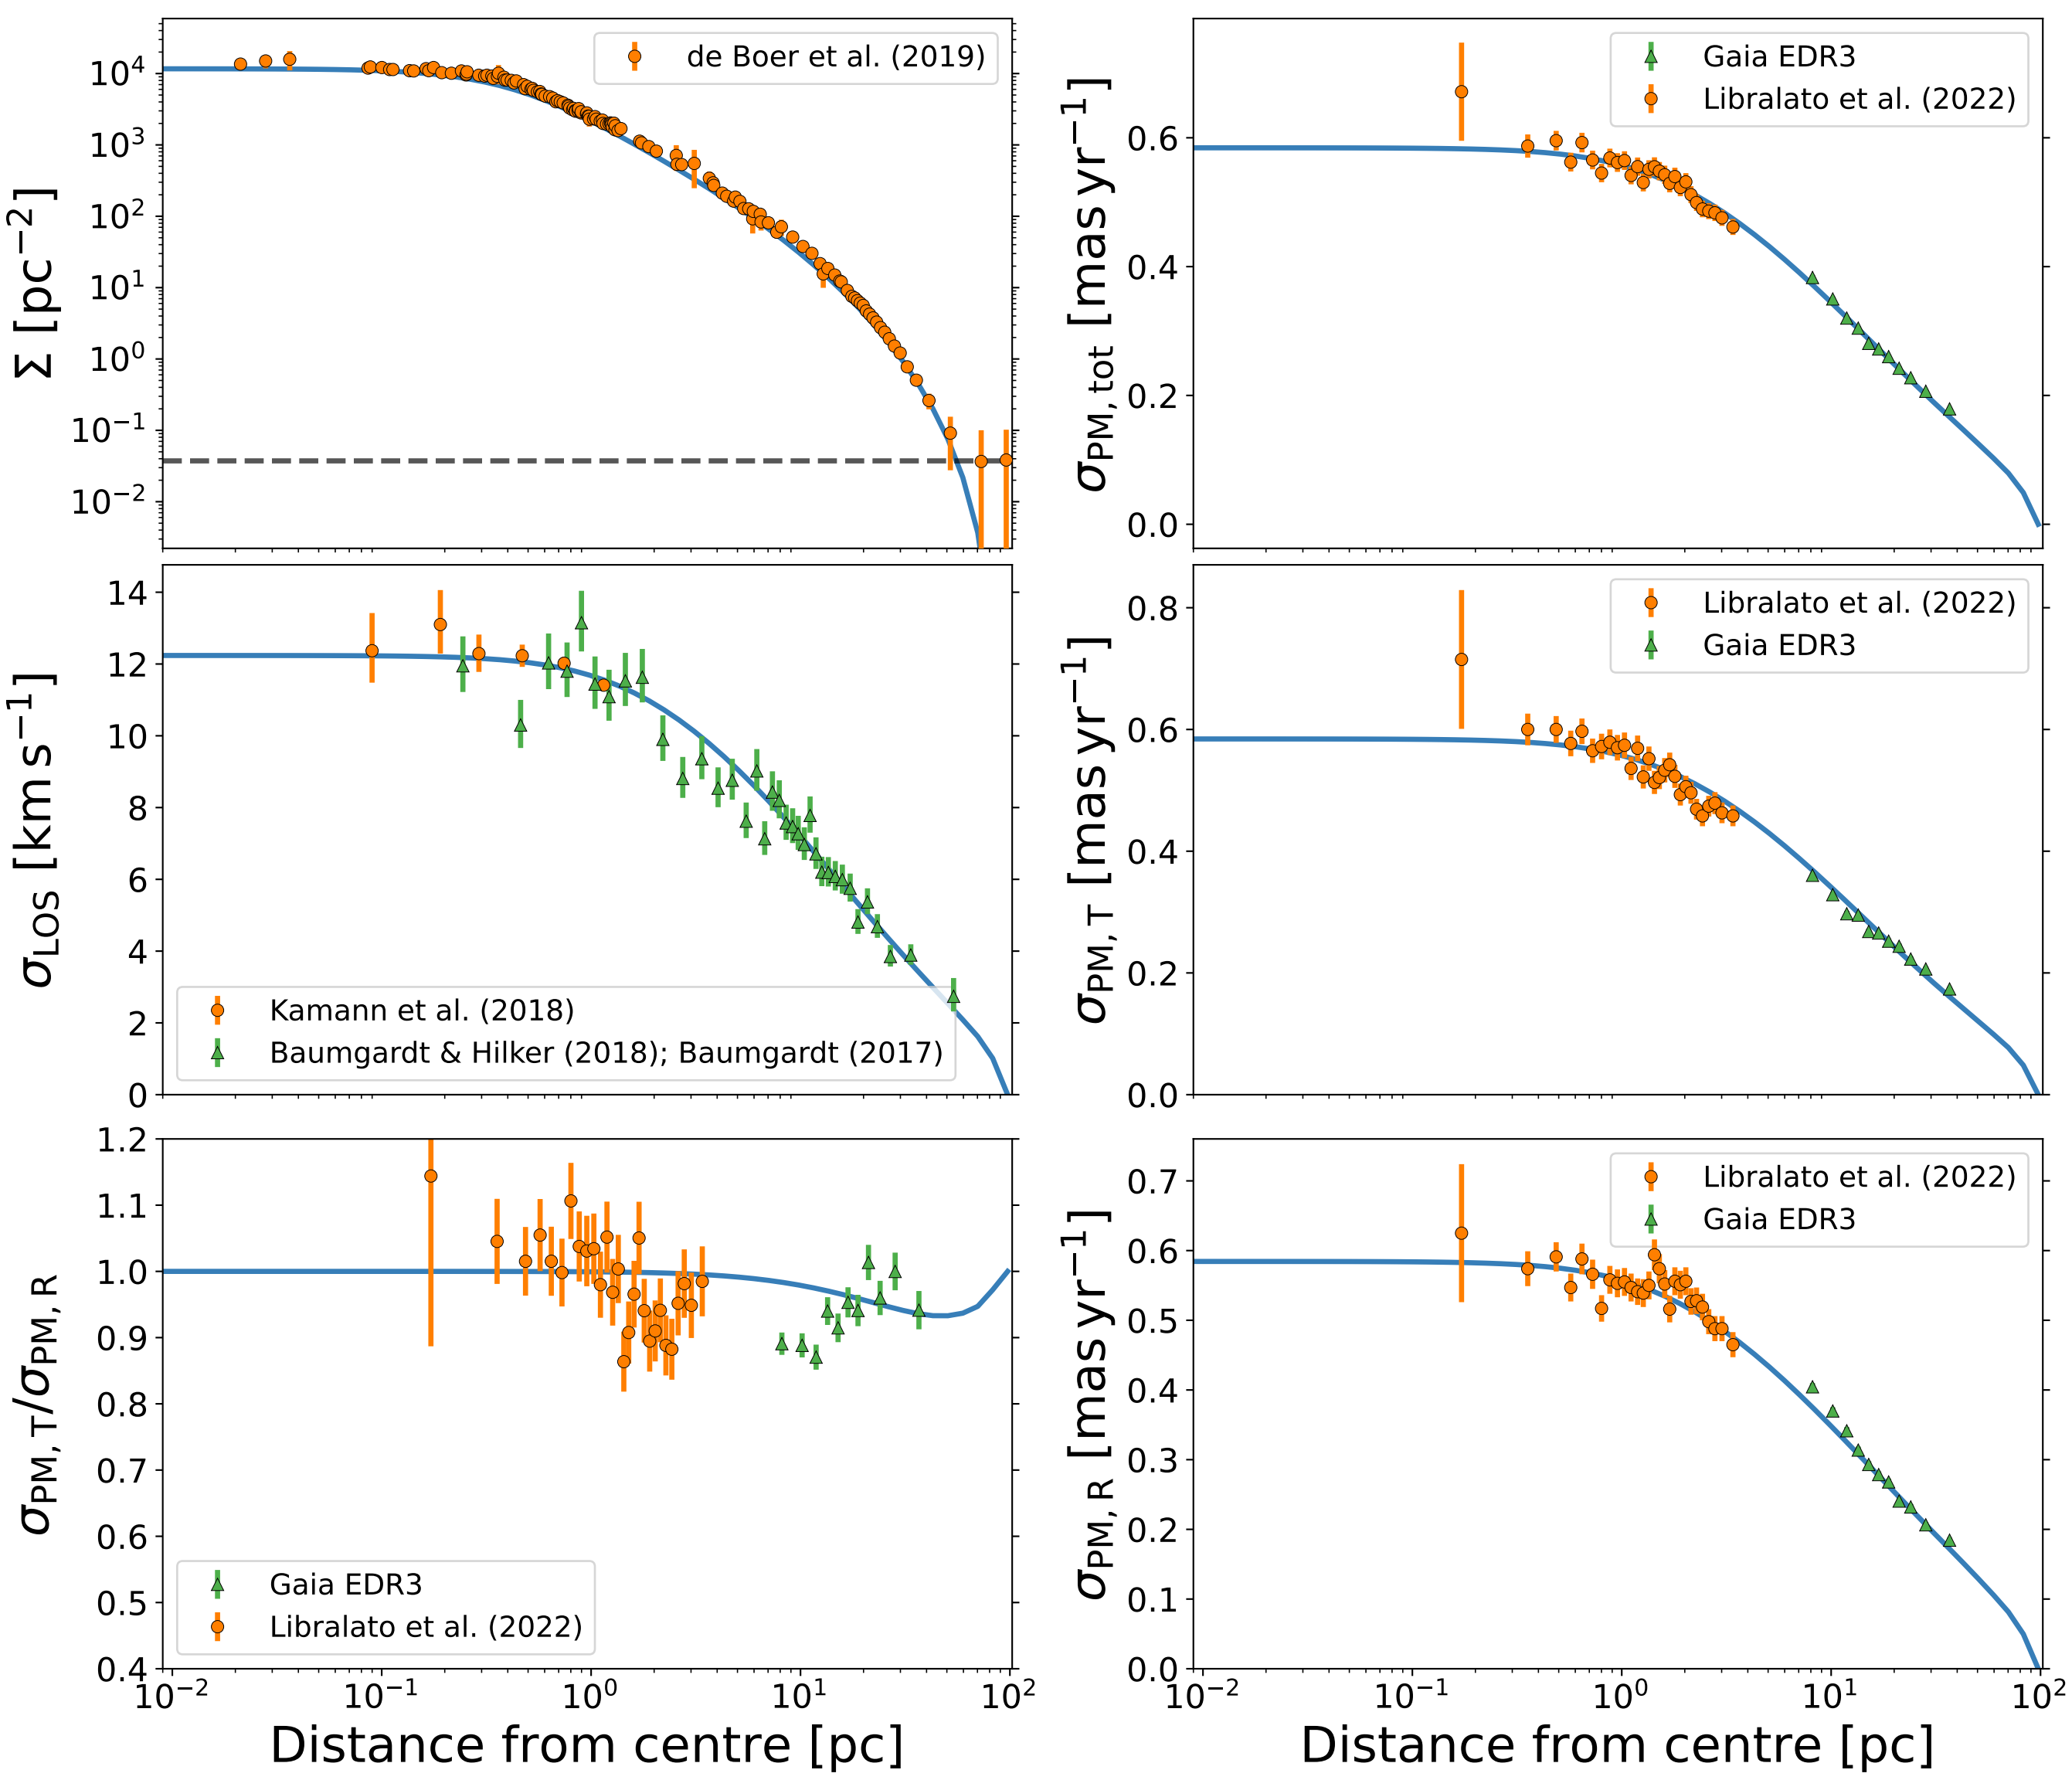 de Boer et al. (2019)
10⁴
10³
10²
10¹
10⁰
10⁻¹
10⁻²
Σ [pc⁻²]
Gaia EDR3
Libralato et al. (2022)
0.6
0.4
0.2
0.0
σPM, tot [mas yr⁻¹]
14
12
10
8
6
4
2
0
σLOS [km s⁻¹]
Kamann et al. (2018)
Baumgardt & Hilker (2018); Baumgardt (2017)
Libralato et al. (2022)
Gaia EDR3
0.8
0.6
0.4
0.2
0.0
σPM, T [mas yr⁻¹]
1.2
1.1
1.0
0.9
0.8
0.7
0.6
0.5
0.4
σPM, T/σPM, R
Gaia EDR3
Libralato et al. (2022)
10⁻² 10⁻¹ 10⁰ 10¹ 10²
Distance from centre [pc]
Libralato et al. (2022)
Gaia EDR3
0.7
0.6
0.5
0.4
0.3
0.2
0.1
0.0
σPM, R [mas yr⁻¹]
10⁻² 10⁻¹ 10⁰ 10¹ 10²
Distance from centre [pc]